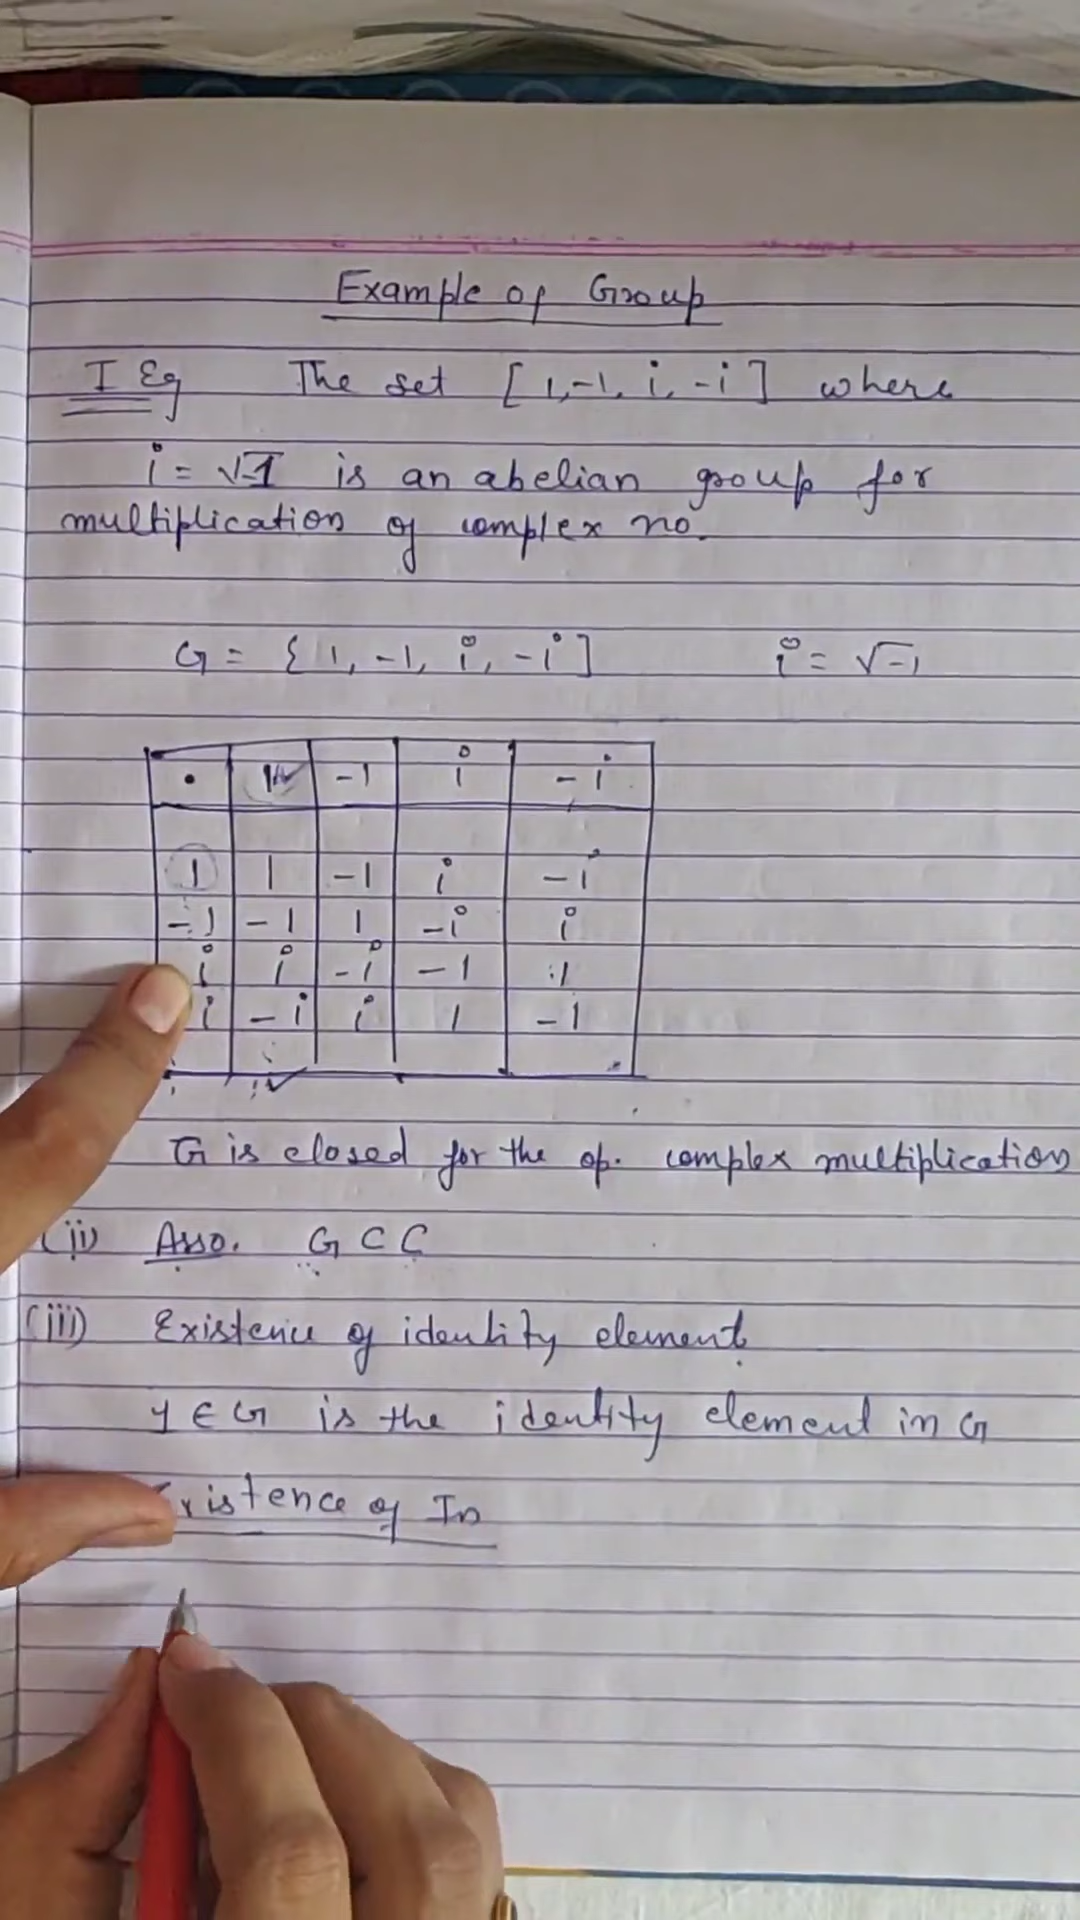 Example of Group
I Eg The set [1, -1, i, -i] where
i = √-1 is an abelian group for
multiplication of complex no.
G = {1, -1, i, -i] i = √-1
• 1 -1 i -i
1 1 -1 i -i
-1 -1 1 -i i
i i -i -1 1
i -i i 1 -1
G is closed for the op. complex multiplication
(ii) Asso. G ⊂ C
(iii) Existence of identity element
1 ∈ G is the identity element in G
xistence of In